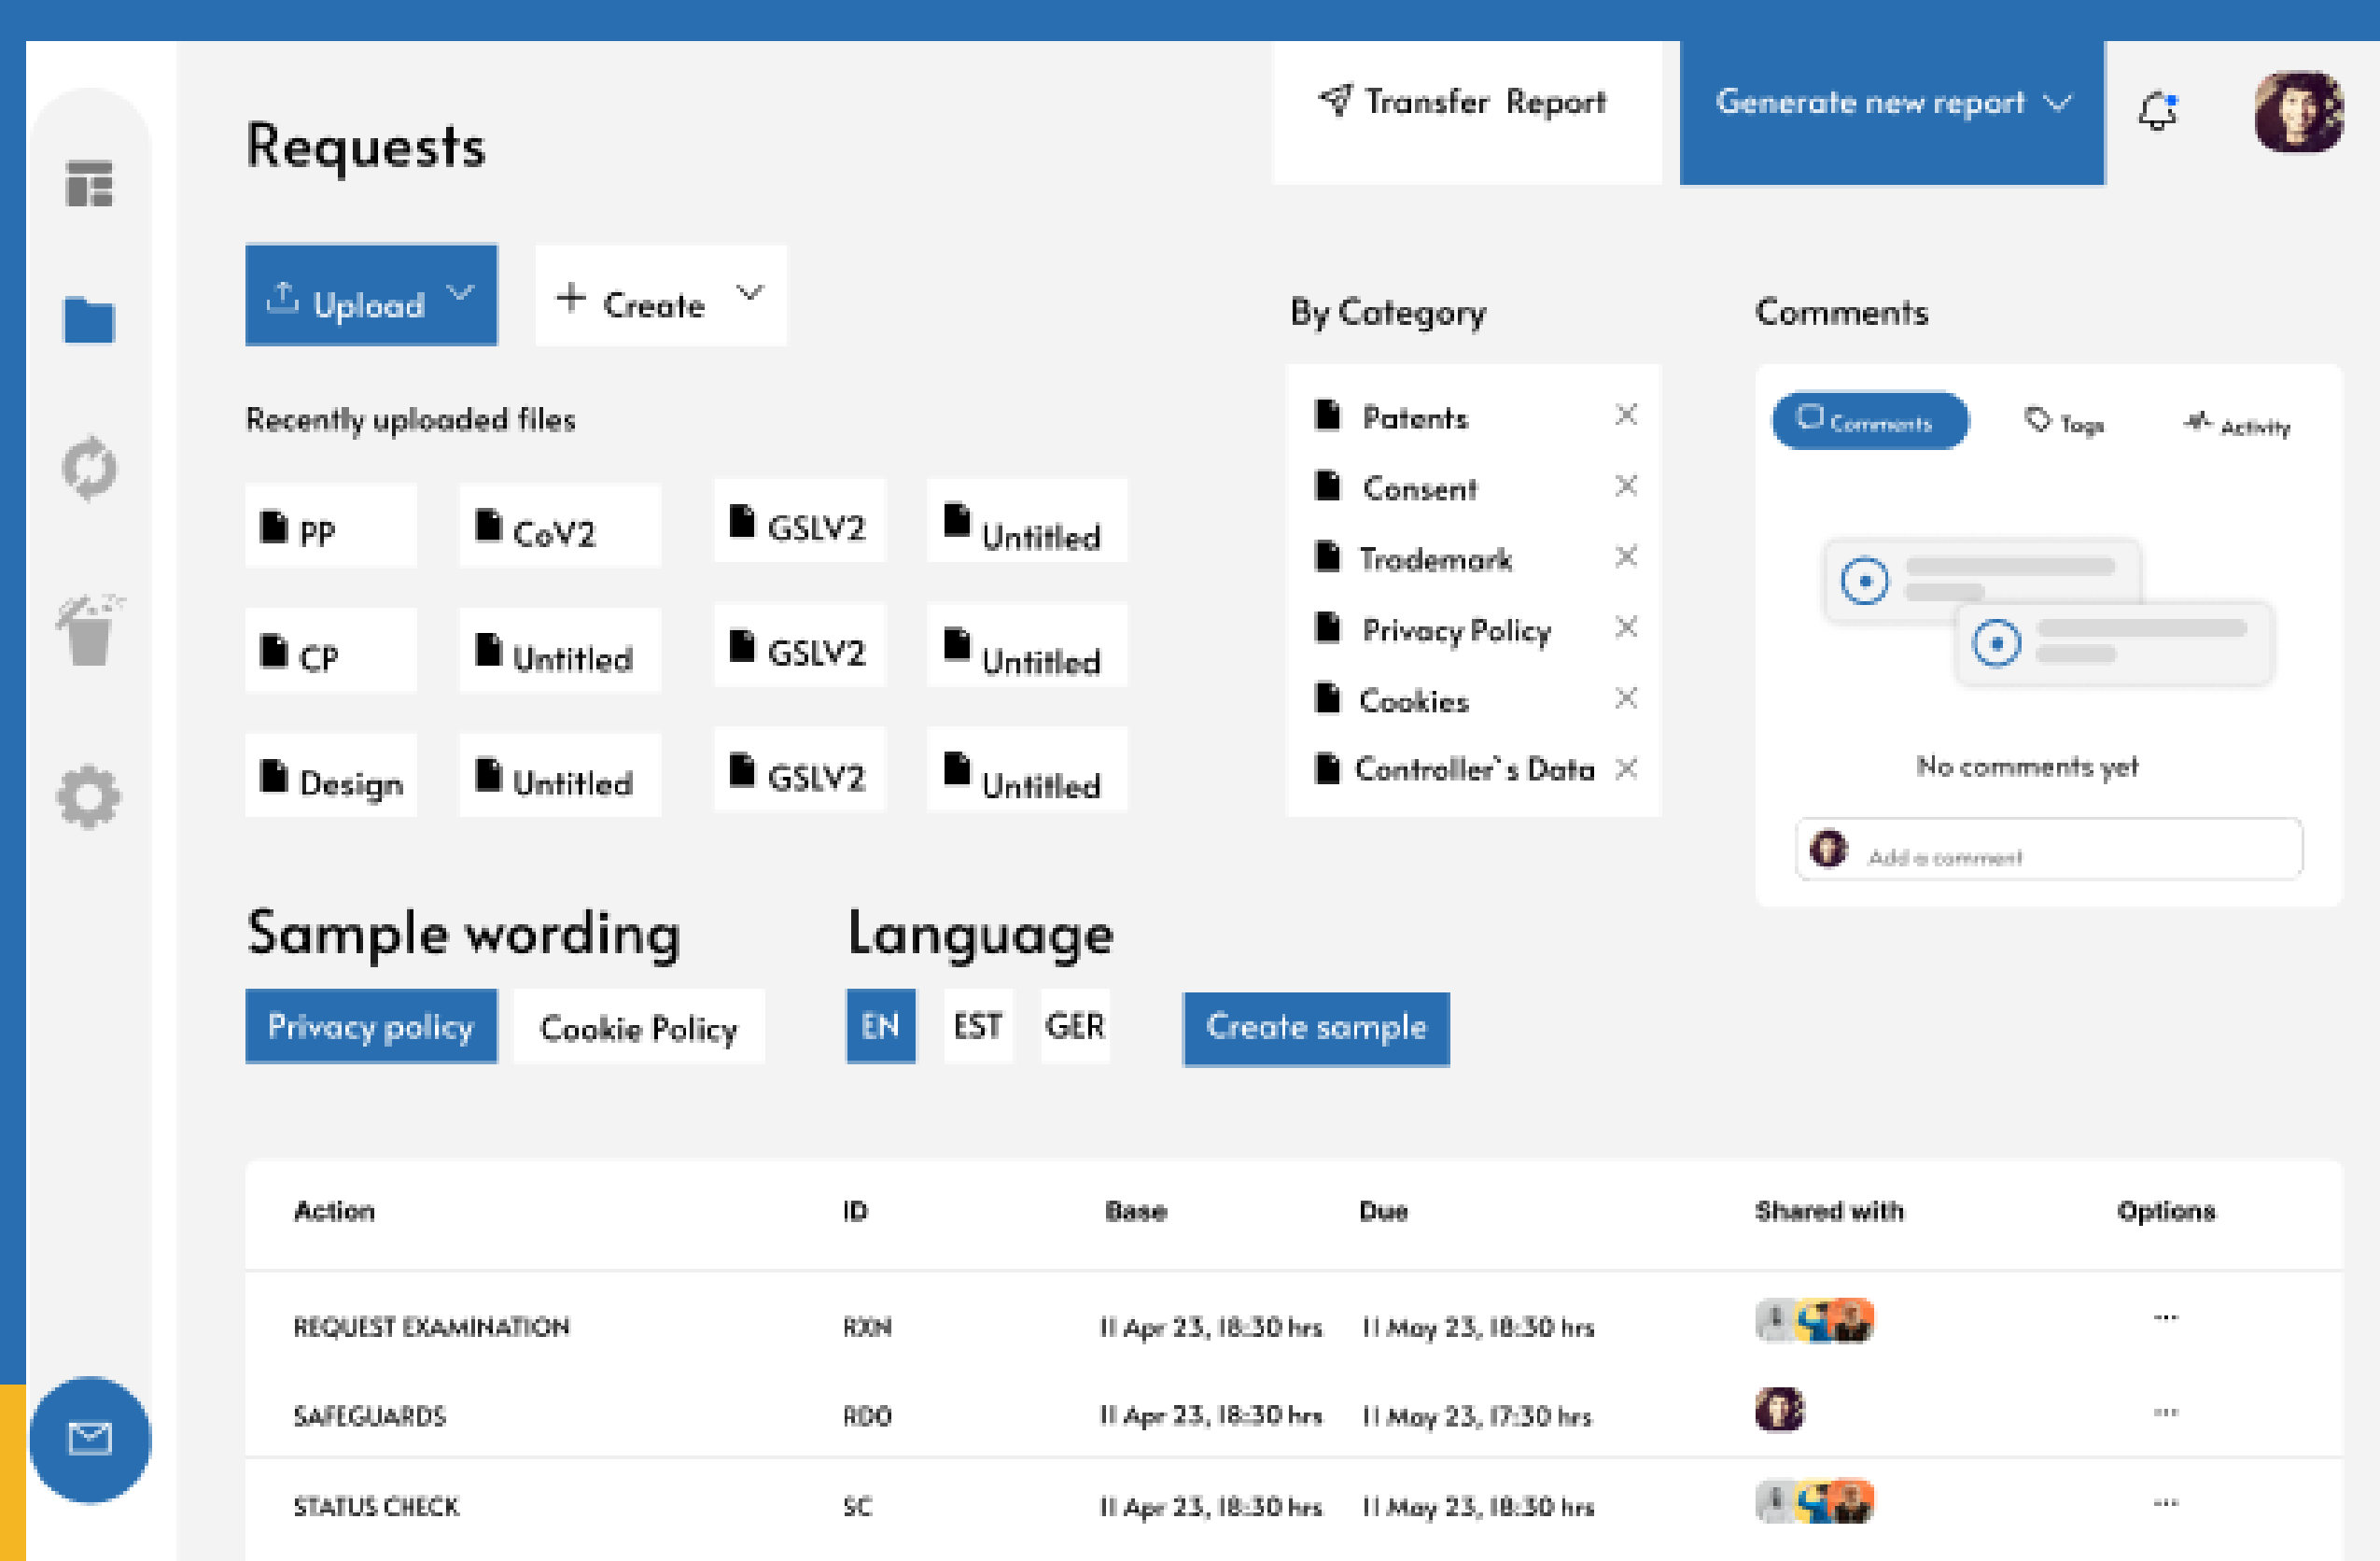 Transfer Report
Generate new report
Requests
Upload
Create
By Category
Comments
Recently uploaded files
Patents
Consent
Trademark
Privacy Policy
Cookies
Controller`s Data
Comments
Tags
Activity
PP
CoV2
GSLV2
Untitled
CP
Untitled
GSLV2
Untitled
Design
Untitled
GSLV2
Untitled
No comments yet
Add a comment
Sample wording
Language
Privacy policy
Cookie Policy
EN
EST
GER
Create sample
Action ID Base Due Shared with Options
REQUEST EXAMINATION RXN 11 Apr 23, 18:30 hrs 11 May 23, 18:30 hrs ...
SAFEGUARDS RDO 11 Apr 23, 18:30 hrs 11 May 23, 17:30 hrs ...
STATUS CHECK SC 11 Apr 23, 18:30 hrs 11 May 23, 18:30 hrs ...